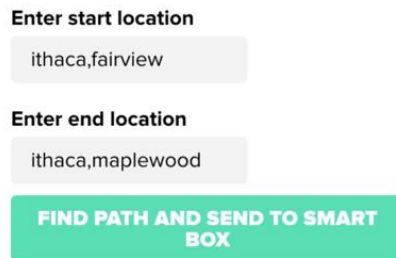 Enter start location
ithaca,fairview
Enter end location
ithaca,maplewood
FIND PATH AND SEND TO SMART
BOX